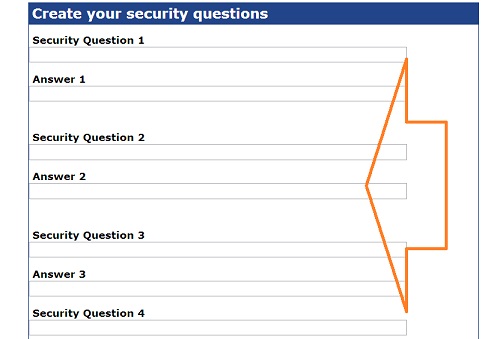 Create your security questions
Security Question 1
Answer 1
Security Question 2
Answer 2
Security Question 3
Answer 3
Security Question 4